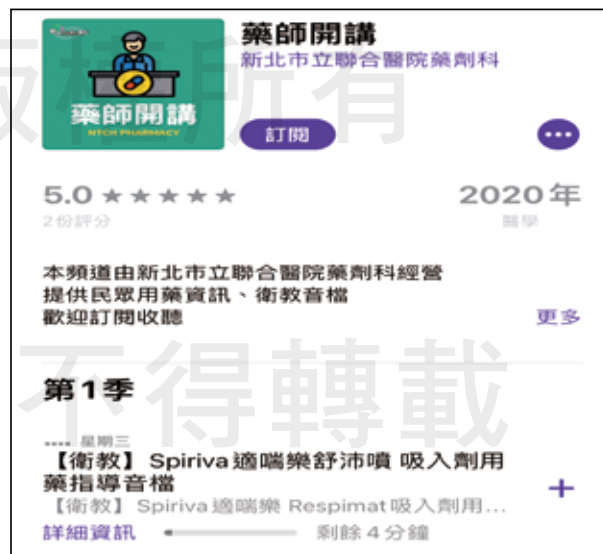 藥師開講
新北市立聯合醫院藥劑科
藥師開講
NTCH PHARMACY
訂閱
5.0 ★★★★★
2020年
2份評分
醫學
本頻道由新北市立聯合醫院藥劑科經營
提供民眾用藥資訊、衛教音檔
歡迎訂閱收聽
更多
第1季
星期三
【衛教】Spiriva適喘樂舒沛噴 吸入劑用
藥指導音檔
【衛教】Spiriva適喘樂 Respimat吸入劑用...
詳細資訊
剩餘4分鐘
版權所有
不得轉載